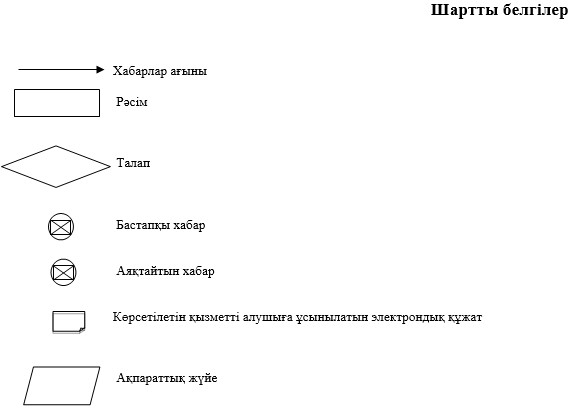 Шартты белгілер
Хабарлар ағыны
Рәсім
Талап
Бастапқы хабар
Аяқтайтын хабар
Көрсетілетін қызметті алушыға ұсынылатын электрондық құжат
Ақпараттық жүйе